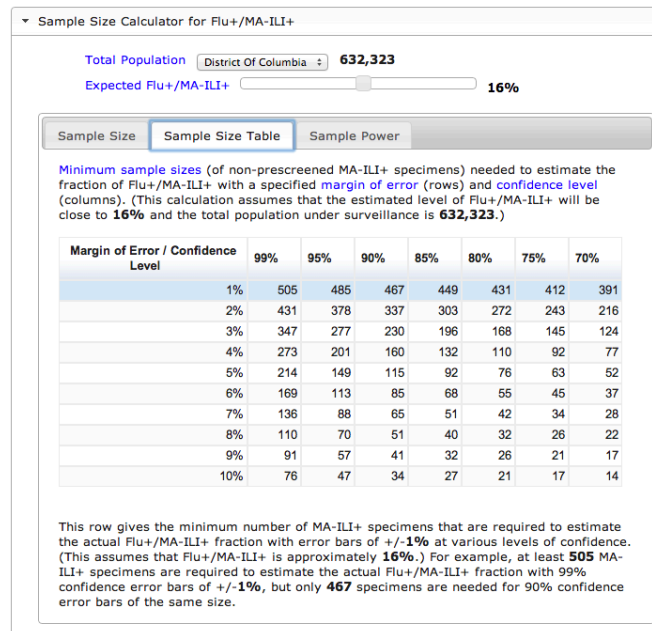 Sample Size Calculator for Flu+/MA-ILI+
Total Population District Of Columbia 632,323
Expected Flu+/MA-ILI+ 16%
Sample Size Sample Size Table Sample Power
Minimum sample sizes (of non-prescreened MA-ILI+ specimens) needed to estimate the
fraction of Flu+/MA-ILI+ with a specified margin of error (rows) and confidence level
(columns). (This calculation assumes that the estimated level of Flu+/MA-ILI+ will be
close to 16% and the total population under surveillance is 632,323.)
Margin of Error / Confidence
Level 99% 95% 90% 85% 80% 75% 70%
1% 505 485 467 449 431 412 391
2% 431 378 337 303 272 243 216
3% 347 277 230 196 168 145 124
4% 273 201 160 132 110 92 77
5% 214 149 115 92 76 63 52
6% 169 113 85 68 55 45 37
7% 136 88 65 51 42 34 28
8% 110 70 51 40 32 26 22
9% 91 57 41 32 26 21 17
10% 76 47 34 27 21 17 14
This row gives the minimum number of MA-ILI+ specimens that are required to estimate
the actual Flu+/MA-ILI+ fraction with error bars of +/-1% at various levels of confidence.
(This assumes that Flu+/MA-ILI+ is approximately 16%.) For example, at least 505 MA-
ILI+ specimens are required to estimate the actual Flu+/MA-ILI+ fraction with 99%
confidence error bars of +/-1%, but only 467 specimens are needed for 90% confidence
error bars of the same size.